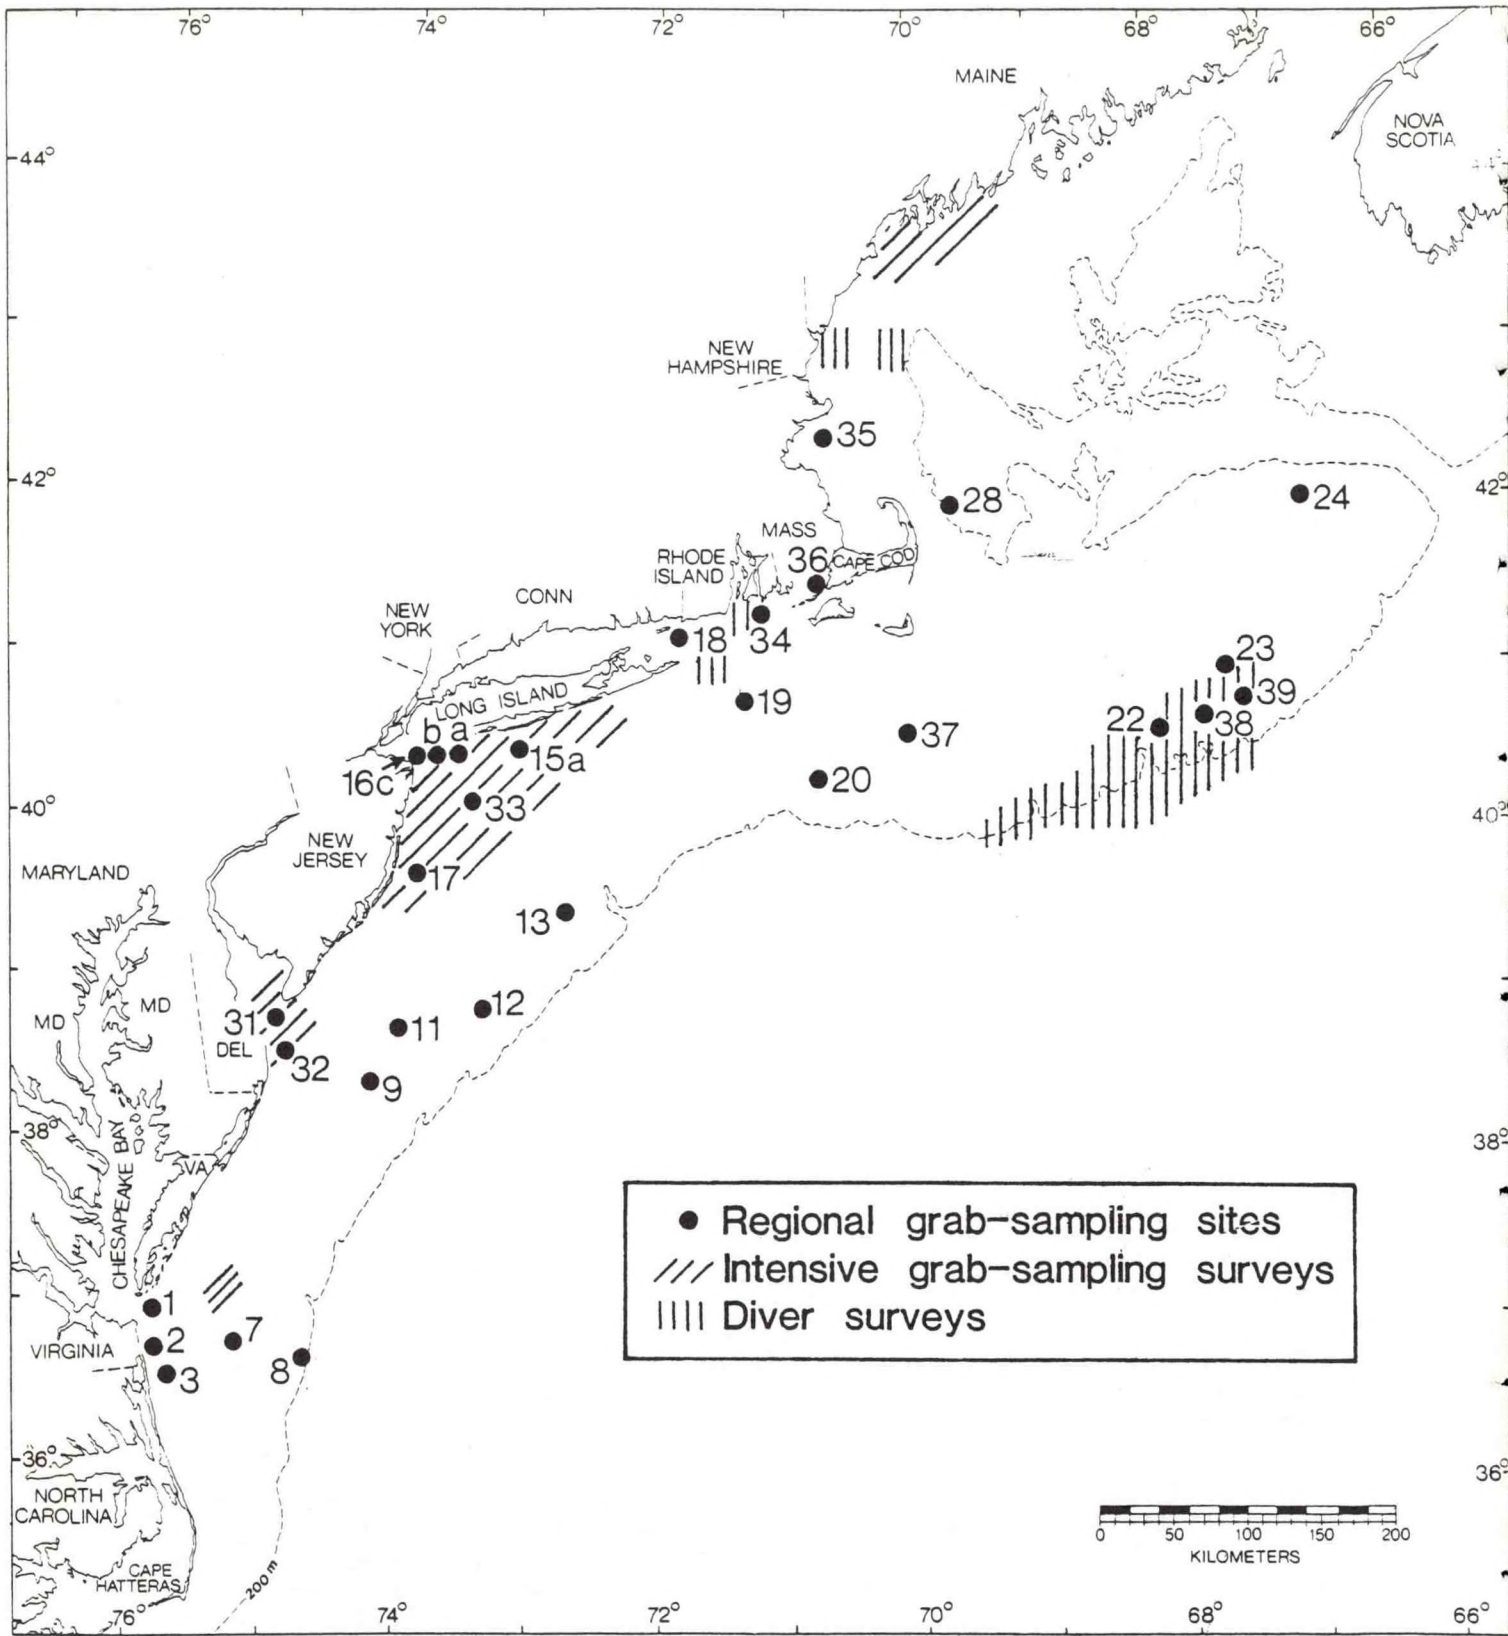 76°
74°
72°
70°
68°
66°
MAINE
NOVA
SCOTIA
44°
44°
NEW
HAMPSHIRE
35
42°
42°
28
24
MASS
36
CAPE COD
RHODE
ISLAND
CONN
NEW
YORK
18
34
23
39
LONG ISLAND
19
38
22
37
b a
15a
16c
20
33
40°
40°
NEW
JERSEY
17
MARYLAND
13
12
MD
MD
31
11
DEL
32
9
38°
38°
VA
CHESAPEAKE BAY
Regional grab-sampling sites
Intensive grab-sampling surveys
Diver surveys
1
2
7
VIRGINIA
8
3
36°
36°
NORTH
CAROLINA
0 50 100 150 200
KILOMETERS
CAPE
HATTERAS
200m
76°
74°
72°
70°
68°
66°